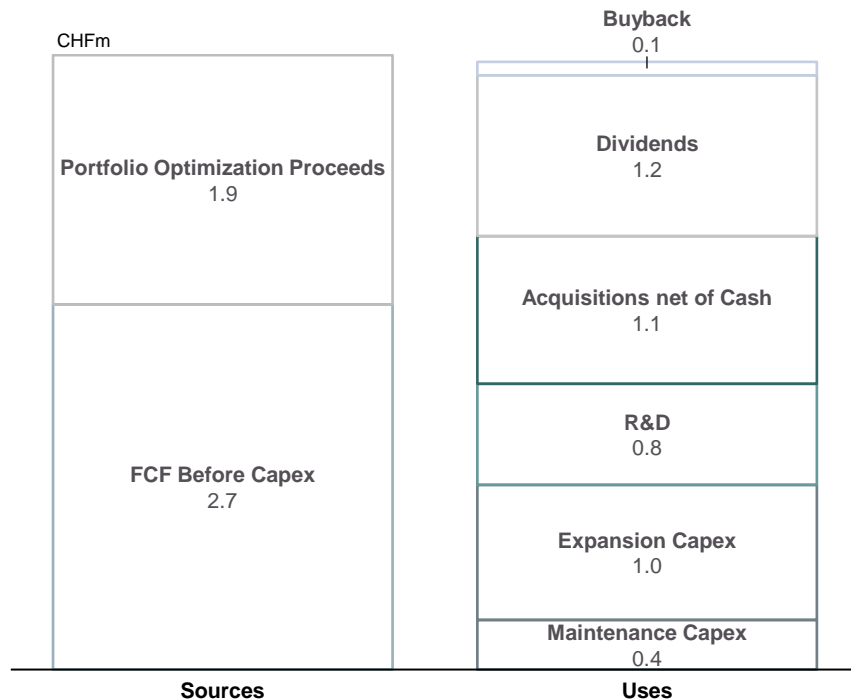 CHFm
Portfolio Optimization Proceeds
1.9
FCF Before Capex
2.7
Sources
Buyback
0.1
Dividends
1.2
Acquisitions net of Cash
1.1
R&D
0.8
Expansion Capex
1.0
Maintenance Capex
0.4
Uses